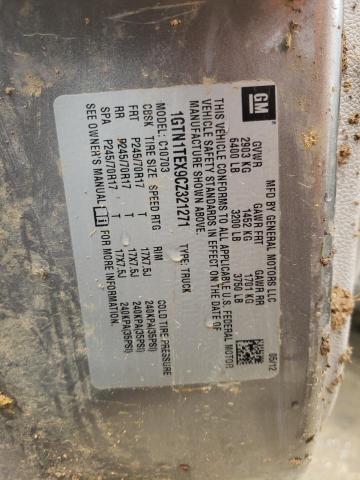 GM
MFD BY GENERAL MOTORS LLC 05/12
GVWR GAWR FRT GAWR RR
2903 KG 1452 KG 1701 KG
6400 LB 3200 LB 3750 LB
THIS VEHICLE CONFORMS TO ALL APPLICABLE U.S. FEDERAL MOTOR
VEHICLE SAFETY STANDARDS IN EFFECT ON THE DATE OF
MANUFACTURE SHOWN ABOVE.
1GTN11TEX9CZ321271 TYPE: TRUCK
MODEL: C10703
CBSK TIRE SIZE SPEED RTG RIM COLD TIRE PRESSURE
FRT P245/70R17 T 17X7.5J 240KPA(35PSI)
RR P245/70R17 T 17X7.5J 240KPA(35PSI)
SPA P245/70R17 T 17X7.5J 240KPA(35PSI)
SEE OWNER'S MANUAL FOR MORE INFORMATION.